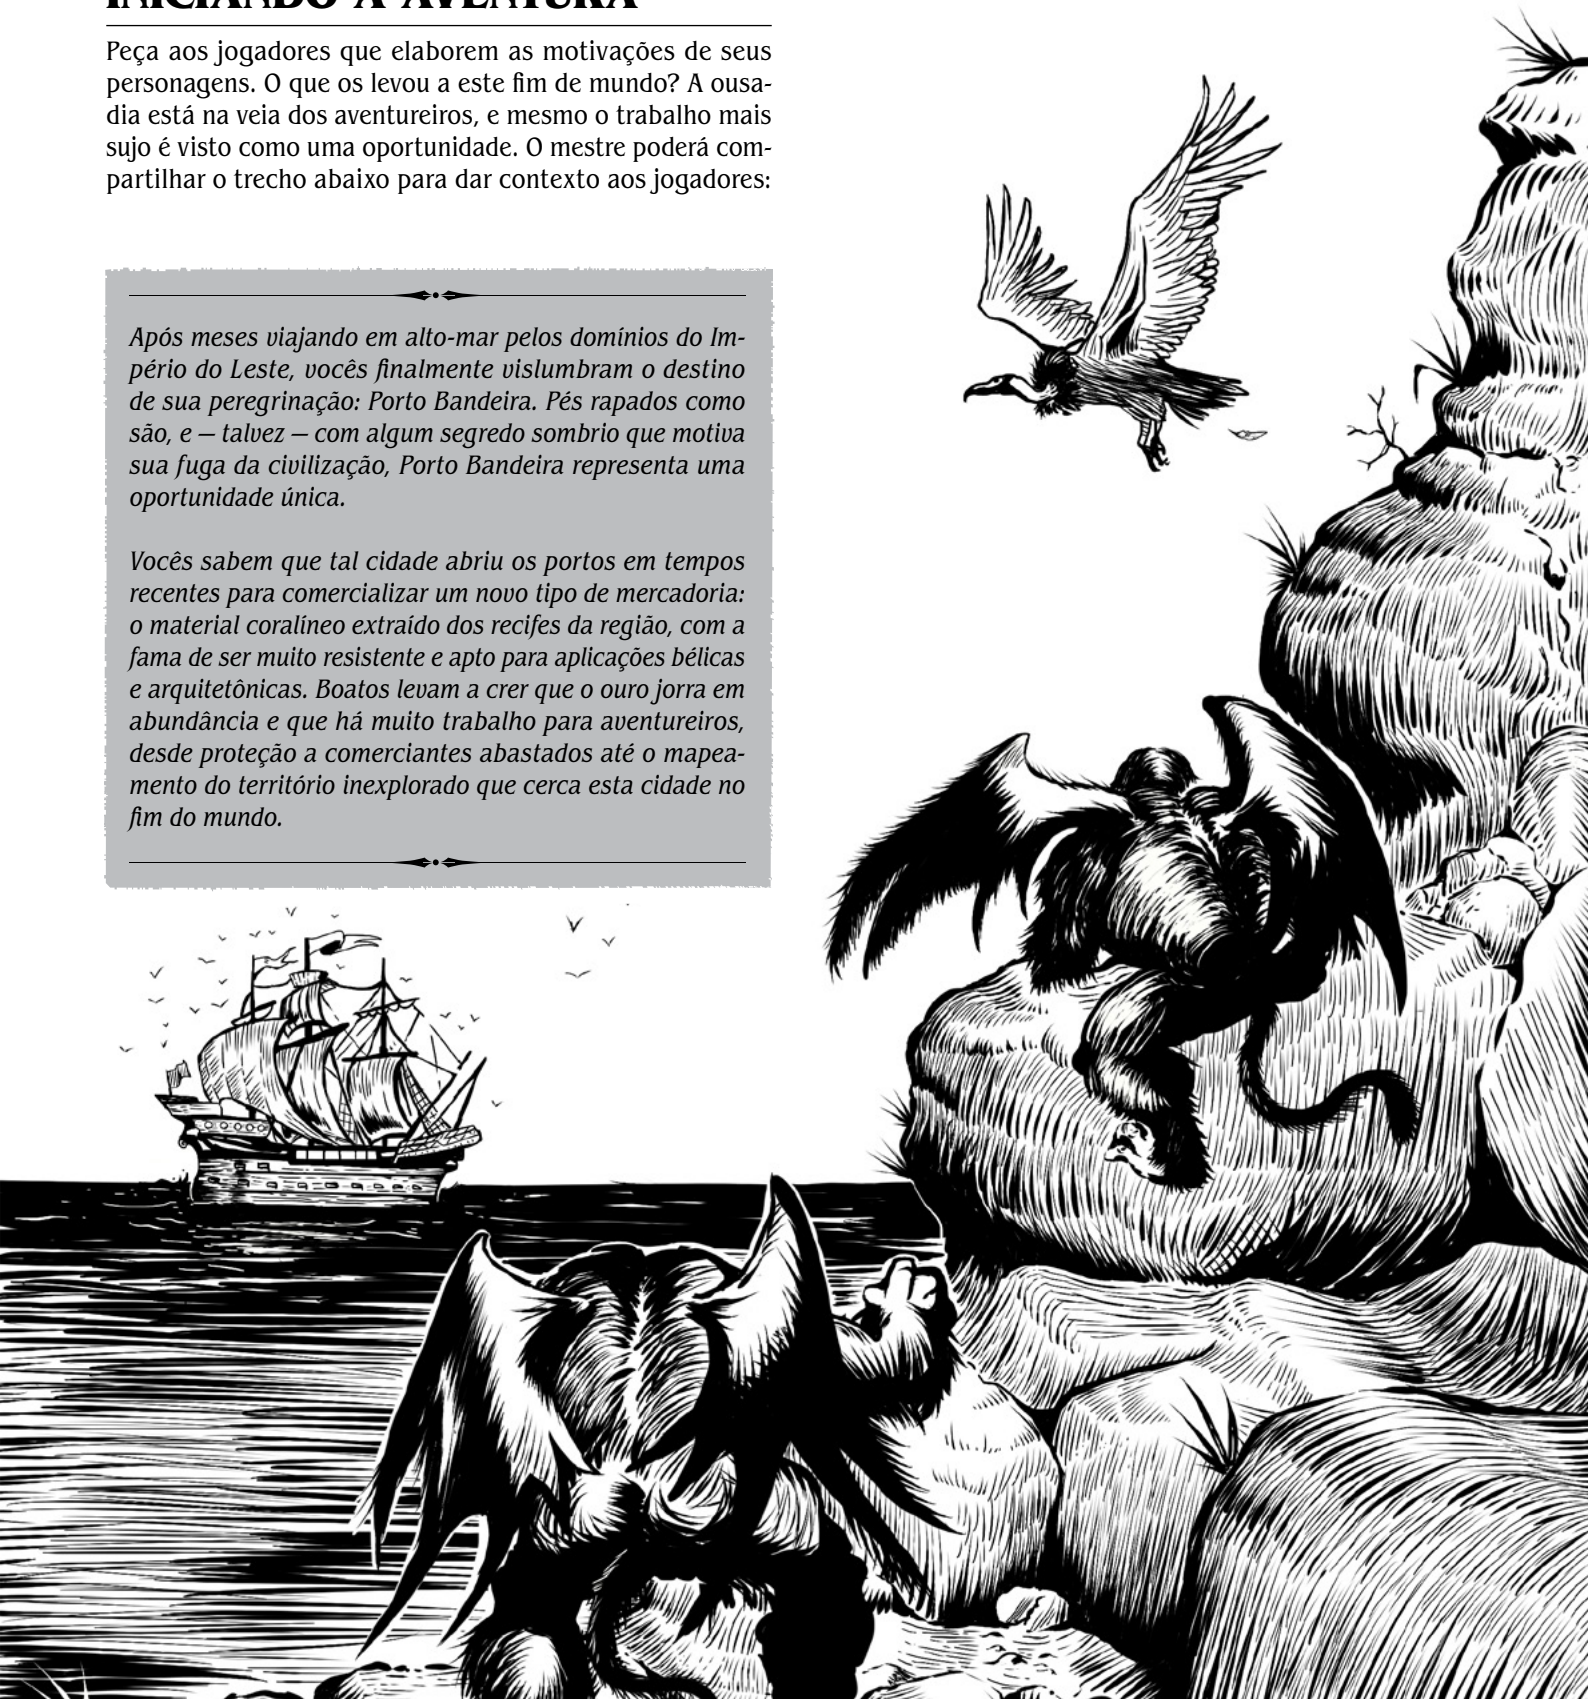 INICIANDO A AVENTURA
Peça aos jogadores que elaborem as motivações de seus
personagens. O que os levou a este fim de mundo? A ousa-
dia está na veia dos aventureiros, e mesmo o trabalho mais
sujo é visto como uma oportunidade. O mestre poderá com-
partilhar o trecho abaixo para dar contexto aos jogadores:
Após meses viajando em alto-mar pelos domínios do Im-
pério do Leste, vocês finalmente vislumbram o destino
de sua peregrinação: Porto Bandeira. Pés rapados como
são, e – talvez – com algum segredo sombrio que motiva
sua fuga da civilização, Porto Bandeira representa uma
oportunidade única.
Vocês sabem que tal cidade abriu os portos em tempos
recentes para comercializar um novo tipo de mercadoria:
o material coralíneo extraído dos recifes da região, com a
fama de ser muito resistente e apto para aplicações bélicas
e arquitetônicas. Boatos levam a crer que o ouro jorra em
abundância e que há muito trabalho para aventureiros,
desde proteção a comerciantes abastados até o mapea-
mento do território inexplorado que cerca esta cidade no
fim do mundo.